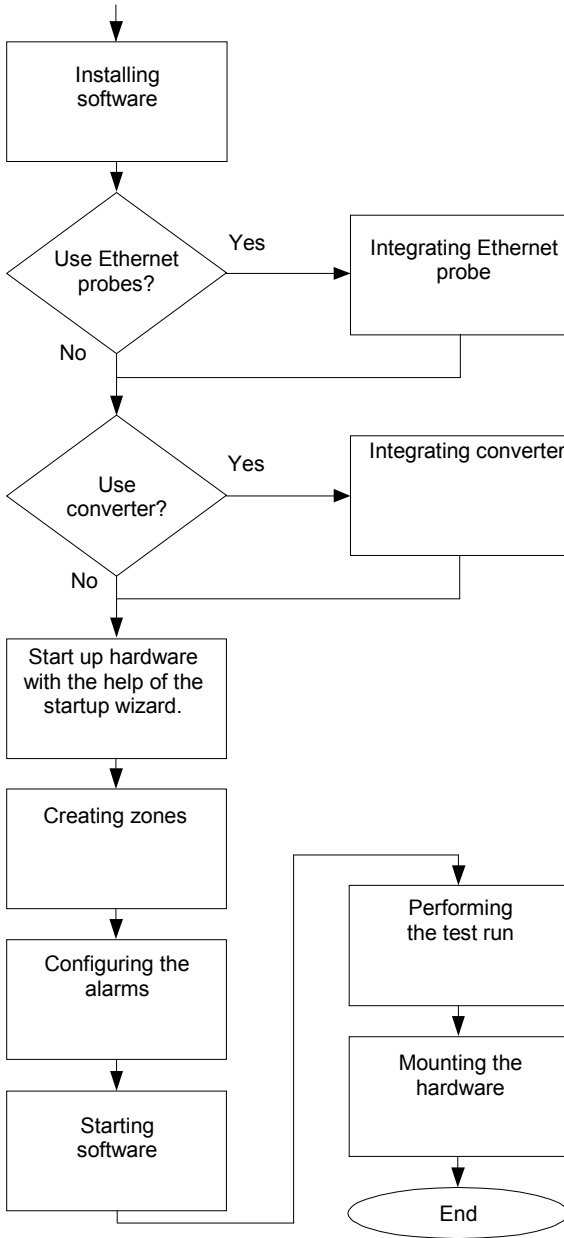 Installing
software
Use Ethernet
probes?
Yes
Integrating Ethernet
probe
No
Use
converter?
Yes
Integrating converter
No
Start up hardware
with the help of the
startup wizard.
Creating zones
Configuring the
alarms
Starting
software
Performing
the test run
Mounting the
hardware
End